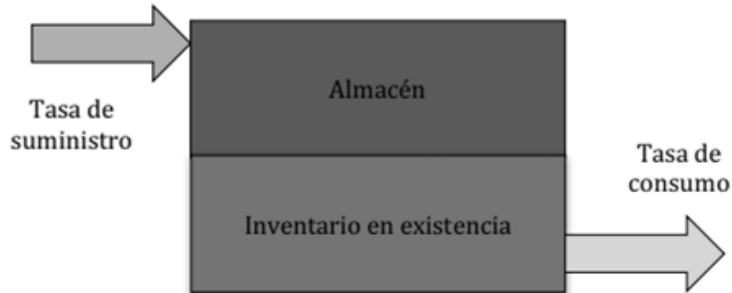 Almacén
Tasa de
suministro
Tasa de
consumo
Inventario en existencia